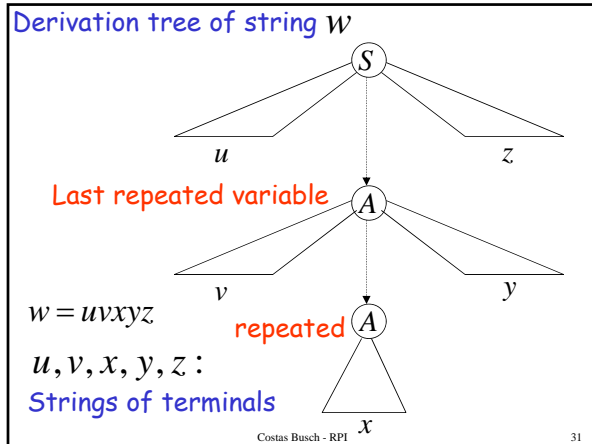 Derivation tree of string w
S
u
z
Last repeated variable
A
v
y
w = uvxyz
repeated
A
u, v, x, y, z :
Strings of terminals
x
Costas Busch - RPI
31